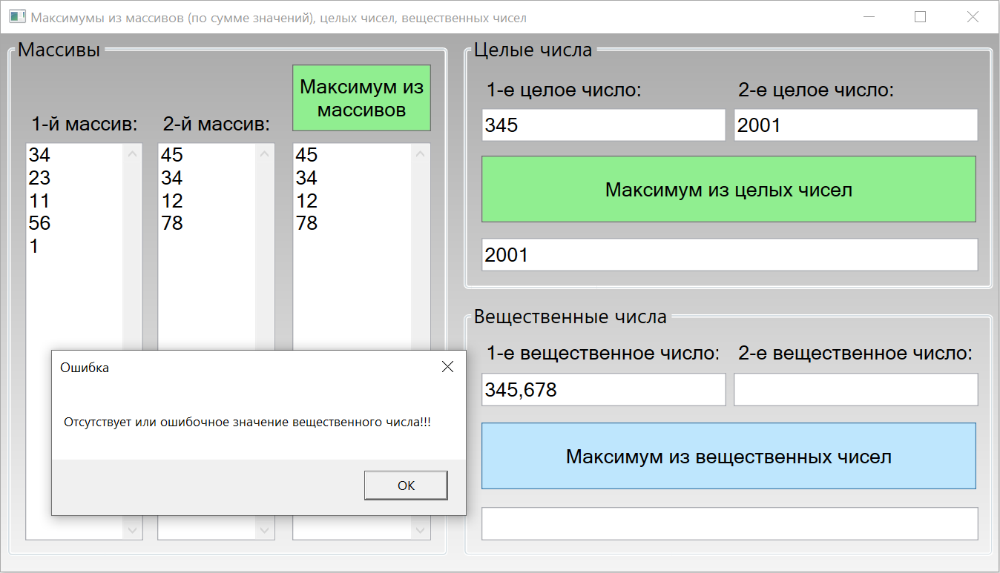 Максимумы из массивов (по сумме значений), целых чисел, вещественных чисел
Массивы
Максимум из
массивов
1-й массив:
2-й массив:
34
23
11
56
1
45
34
12
78
45
34
12
78
Целые числа
1-е целое число:
2-е целое число:
345
2001
Максимум из целых чисел
2001
Вещественные числа
1-е вещественное число:
2-е вещественное число:
345,678
Максимум из вещественных чисел
Ошибка
Отсутствует или ошибочное значение вещественного числа!!!
ОК